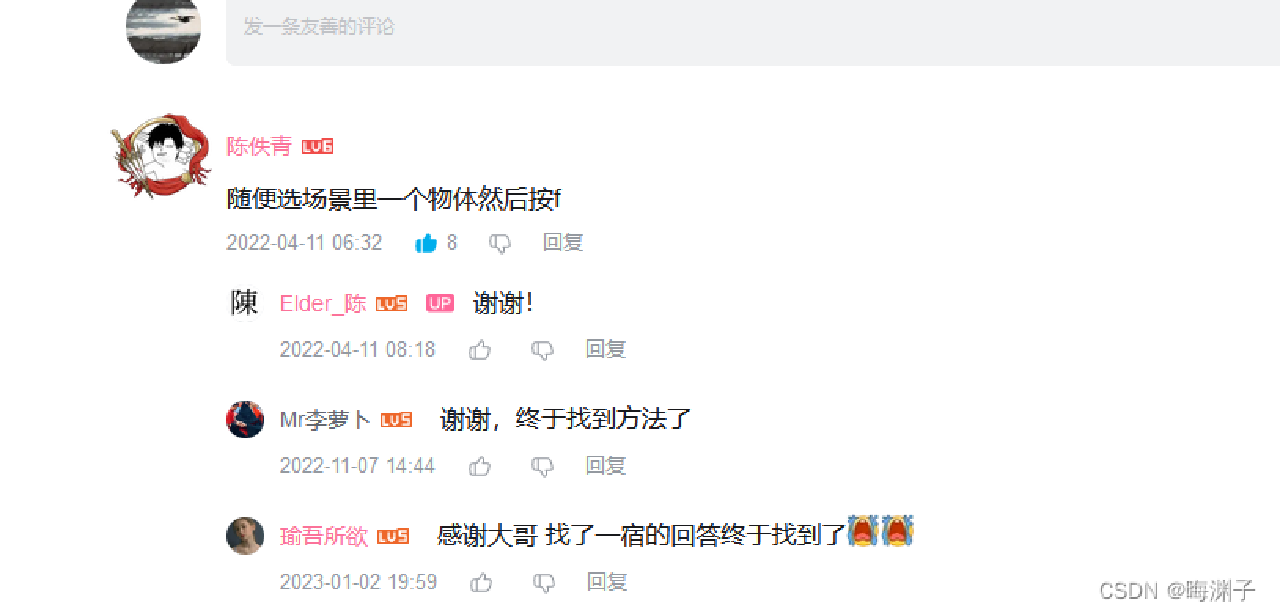 发一条友善的评论
陈佚青 LV6
随便选场景里一个物体然后按f
2022-04-11 06:32 8 回复
陳 Elder_陈 LV5 UP 谢谢!
2022-04-11 08:18 回复
Mr李萝卜 LV5 谢谢，终于找到方法了
2022-11-07 14:44 回复
瑜吾所欲 LV5 感谢大哥 找了一宿的回答终于找到了
2023-01-02 19:59 回复
CSDN @晦渊子